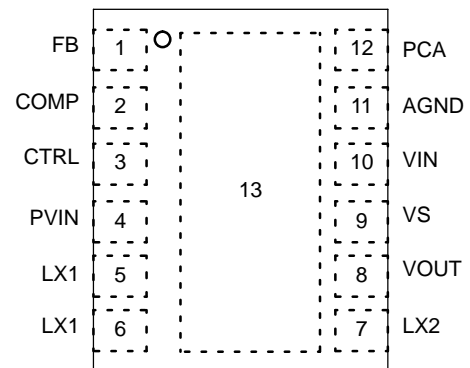 FB 1 12 PCA
COMP 2 11 AGND
CTRL 3 10 VIN
13
PVIN 4 9 VS
LX1 5 8 VOUT
LX1 6 7 LX2